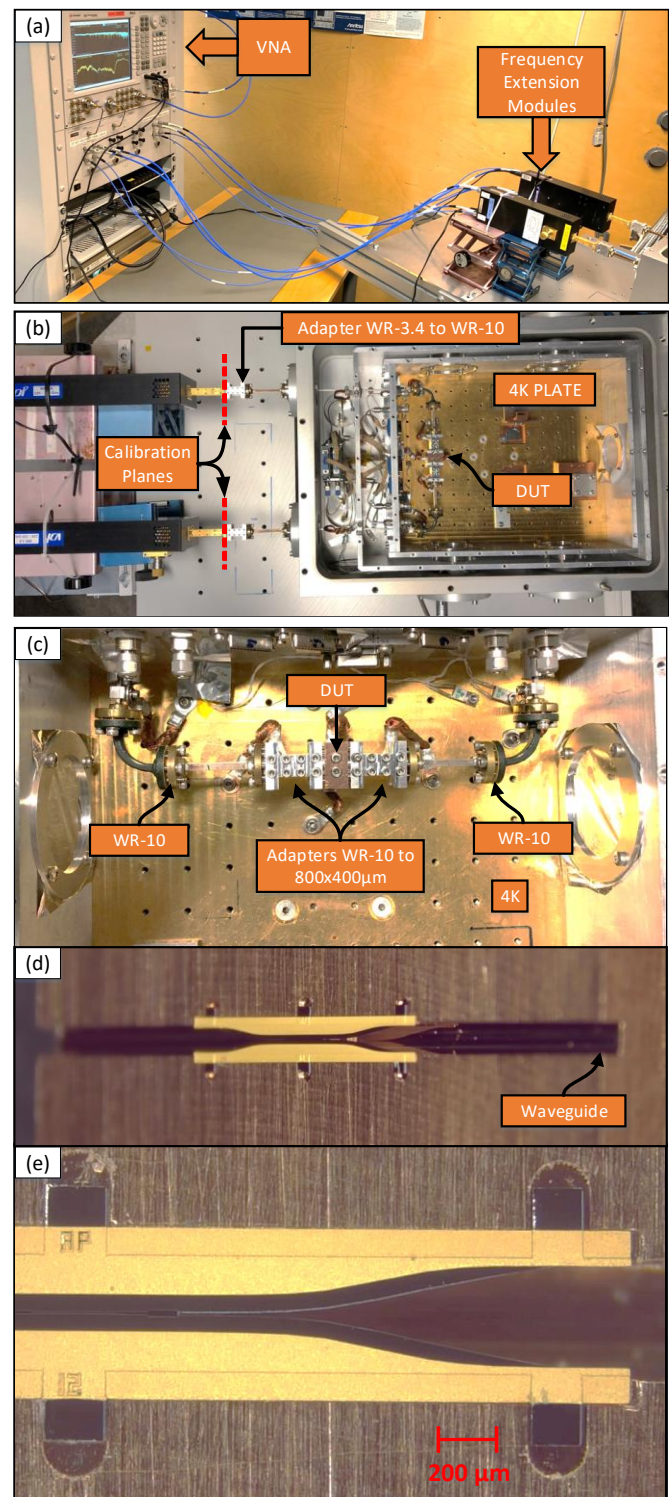 (a)
VNA
Frequency
Extension
Modules
(b)
Adapter WR-3.4 to WR-10
4K PLATE
Calibration
Planes
DUT
(c)
DUT
WR-10
WR-10
Adapters WR-10 to
800x400µm
4K
(d)
Waveguide
(e)
200 µm